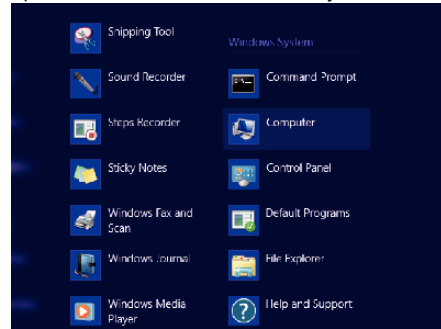 Snipping Tool
Sound Recorder
Steps Recorder
Sticky Notes
Windows Fax and
Scan
Windows Journal
Windows Media
Player
Windows System
Command Prompt
Computer
Control Panel
Default Programs
File Explorer
Help and Support